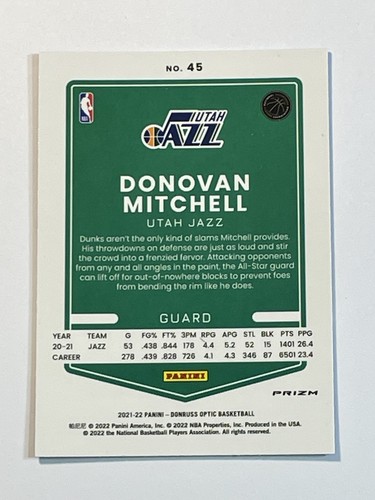 NO. 45
NBA
UTAH
JAZZ
DONOVAN
MITCHELL
UTAH JAZZ
Dunks aren't the only kind of slams Mitchell provides.
His throwdowns on defense are just as loud and stir
the crowd into a frenzied fervor. Attacking opponents
from any and all angles in the paint, the All-Star guard
can lift off for out-of-nowhere blocks to prevent foes
from bending the rim like he does.
GUARD
YEAR TEAM G FG% FT% 3PM RPG APG STL BLK PTS PPG
20-21 JAZZ 53 .438 .844 178 4.4 5.2 52 15 1401 26.4
CAREER 278 .439 .828 726 4.1 4.3 346 87 6501 23.4
PANINI
PRIZM
2021-22 PANINI – DONRUSS OPTIC BASKETBALL
帕尼尼 © 2022 Panini America, Inc. © 2022 NBA Properties, Inc. Produced in the USA.
© 2022 the National Basketball Players Association. All rights reserved.